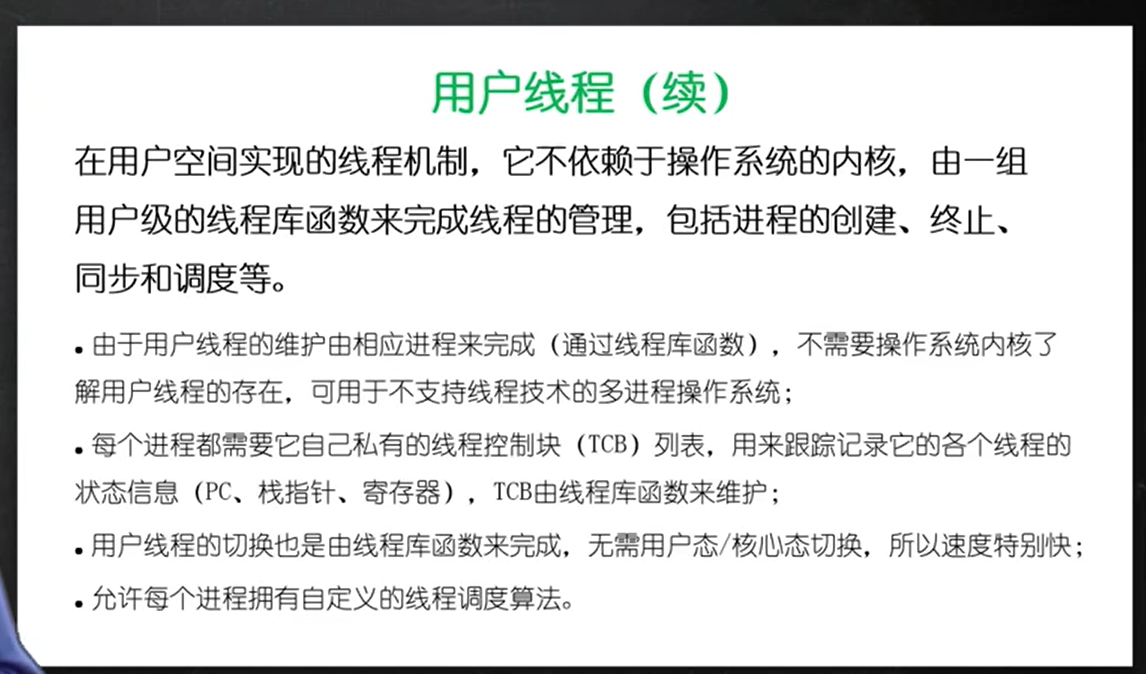 用户线程（续）
在用户空间实现的线程机制，它不依赖于操作系统的内核，由一组
用户级的线程库函数来完成线程的管理，包括进程的创建、终止、
同步和调度等。
• 由于用户线程的维护由相应进程来完成（通过线程库函数），不需要操作系统内核了
解用户线程的存在，可用于不支持线程技术的多进程操作系统；
• 每个进程都需要它自己私有的线程控制块（TCB）列表，用来跟踪记录它的各个线程的
状态信息（PC、栈指针、寄存器），TCB由线程库函数来维护；
• 用户线程的切换也是由线程库函数来完成，无需用户态/核心态切换，所以速度特别快；
• 允许每个进程拥有自定义的线程调度算法。